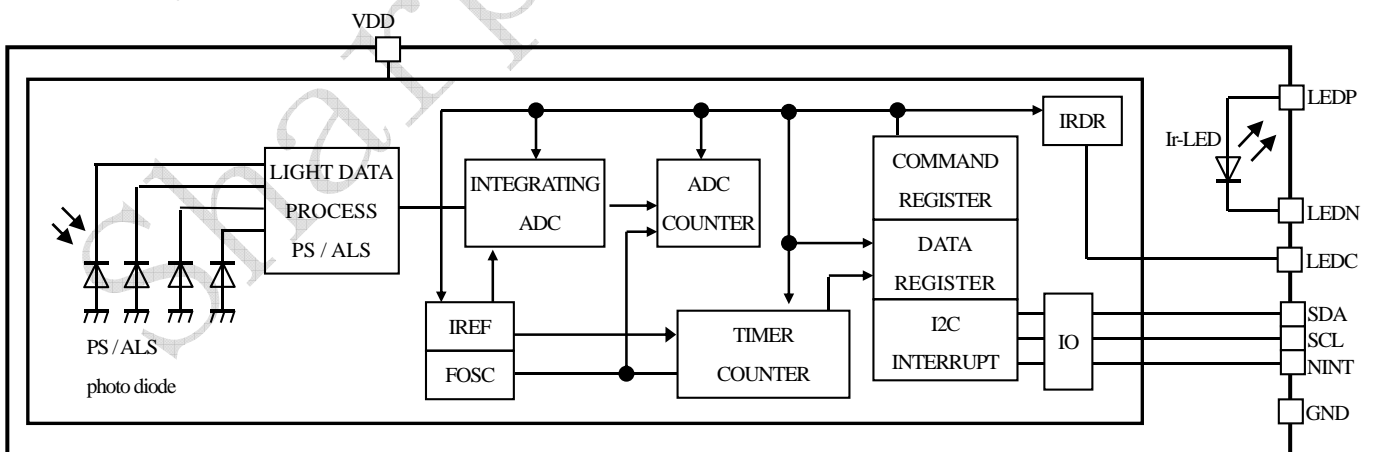 VDD
LEDP
IRDR
Ir-LED
LIGHT DATA
PROCESS
PS / ALS
INTEGRATING
ADC
ADC
COUNTER
COMMAND
REGISTER
LEDN
DATA
REGISTER
LEDC
IREF
FOSC
TIMER
COUNTER
I2C
INTERRUPT
IO
SDA
SCL
NINT
GND
PS / ALS
photo diode
Sharp